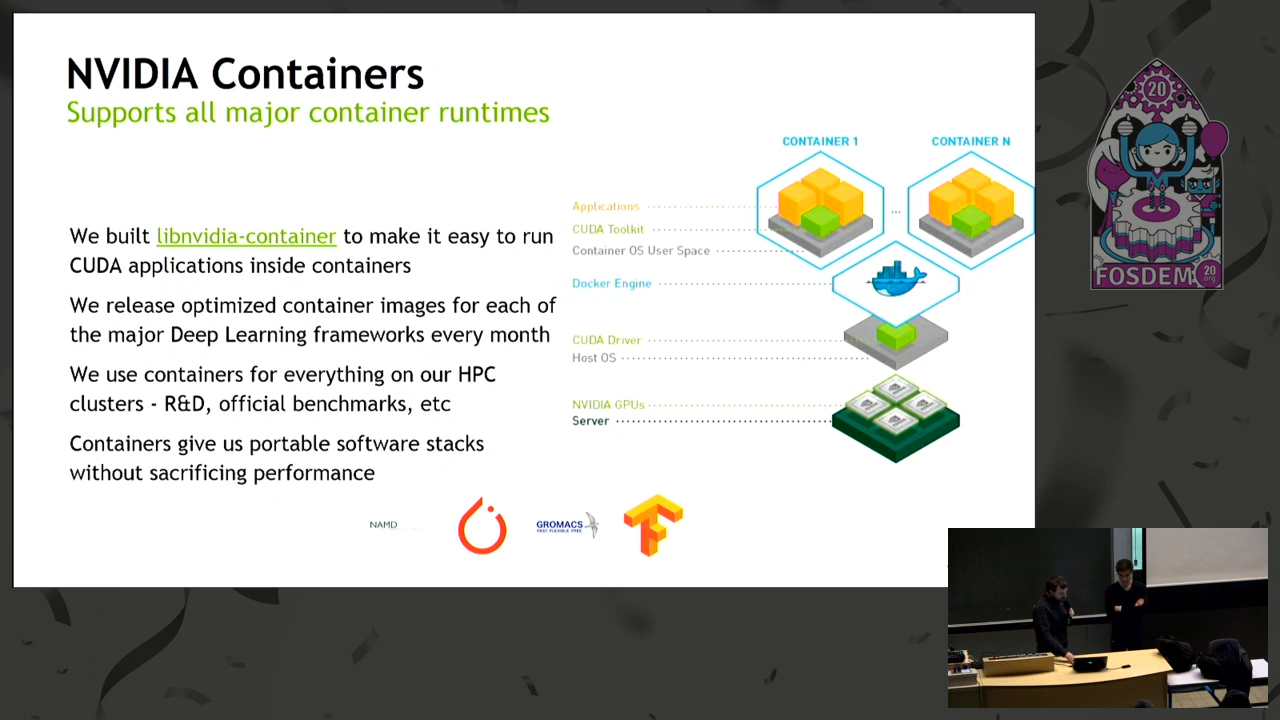 NVIDIA Containers
Supports all major container runtimes
We built libnvidia-container to make it easy to run
CUDA applications inside containers
We release optimized container images for each of
the major Deep Learning frameworks every month
We use containers for everything on our HPC
clusters - R&D, official benchmarks, etc
Containers give us portable software stacks
without sacrificing performance
CONTAINER 1
CONTAINER N
Applications
...
CUDA Toolkit
Container OS User Space
Docker Engine
CUDA Driver
Host OS
NVIDIA GPUs
Server
NAMD
GROMACS
FAST. FLEXIBLE. FREE.
20
FOSDEM
20
.org